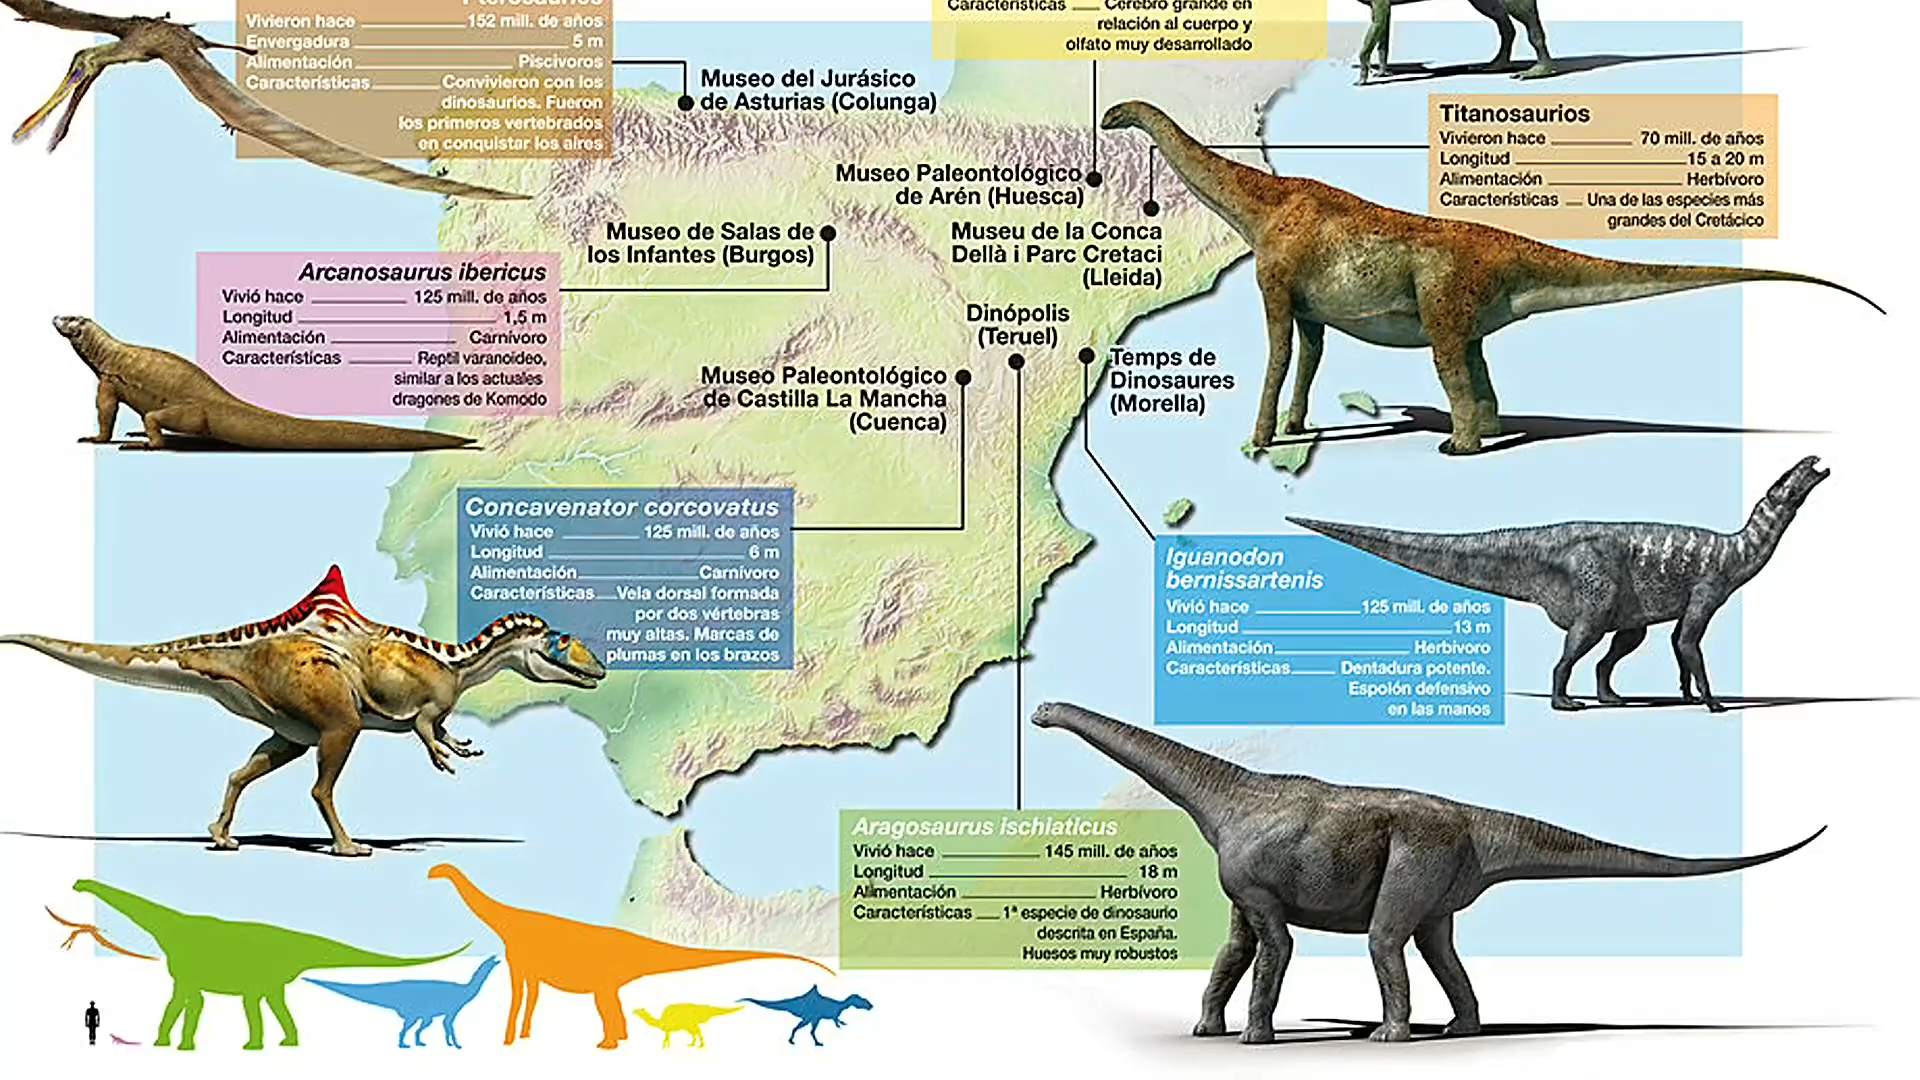 Pterosaurios
Vivieron hace 152 mill. de años
Envergadura 5 m
Alimentación Piscívoros
Características Convivieron con los
dinosaurios. Fueron
los primeros vertebrados
en conquistar los aires
Características Cerebro grande en
relación al cuerpo y
olfato muy desarrollado
Museo del Jurásico
de Asturias (Colunga)
Titanosaurios
Vivieron hace 70 mill. de años
Longitud 15 a 20 m
Alimentación Herbívoro
Características Una de las especies más
grandes del Cretácico
Museo Paleontológico
de Arén (Huesca)
Museo de Salas de
los Infantes (Burgos)
Museu de la Conca
Dellà i Parc Cretaci
(Lleida)
Arcanosaurus ibericus
Vivió hace 125 mill. de años
Longitud 1,5 m
Alimentación Carnívoro
Características Reptil varanoideo,
similar a los actuales
dragones de Komodo
Dinópolis
(Teruel)
Temps de
Dinosaures
(Morella)
Museo Paleontológico
de Castilla La Mancha
(Cuenca)
Concavenator corcovatus
Vivió hace 125 mill. de años
Longitud 6 m
Alimentación Carnívoro
Características Vela dorsal formada
por dos vértebras
muy altas. Marcas de
plumas en los brazos
Iguanodon
bernissartenis
Vivió hace 125 mill. de años
Longitud 13 m
Alimentación Herbívoro
Características Dentadura potente.
Espolón defensivo
en las manos
Aragosaurus ischiaticus
Vivió hace 145 mill. de años
Longitud 18 m
Alimentación Herbívoro
Características 1ª especie de dinosaurio
descrita en España.
Huesos muy robustos